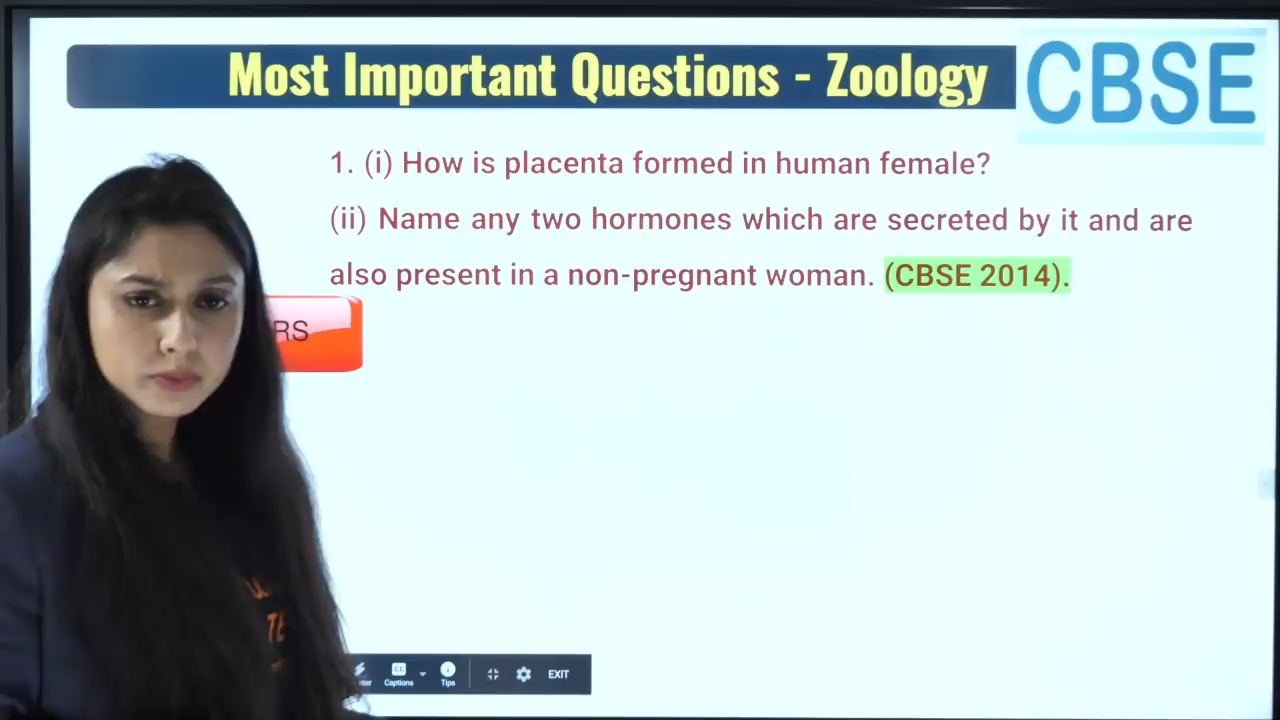 Most Important Questions - Zoology
CBSE
1. (i) How is placenta formed in human female?
(ii) Name any two hormones which are secreted by it and are
also present in a non-pregnant woman. (CBSE 2014).
RS
Captions
Tips
EXIT